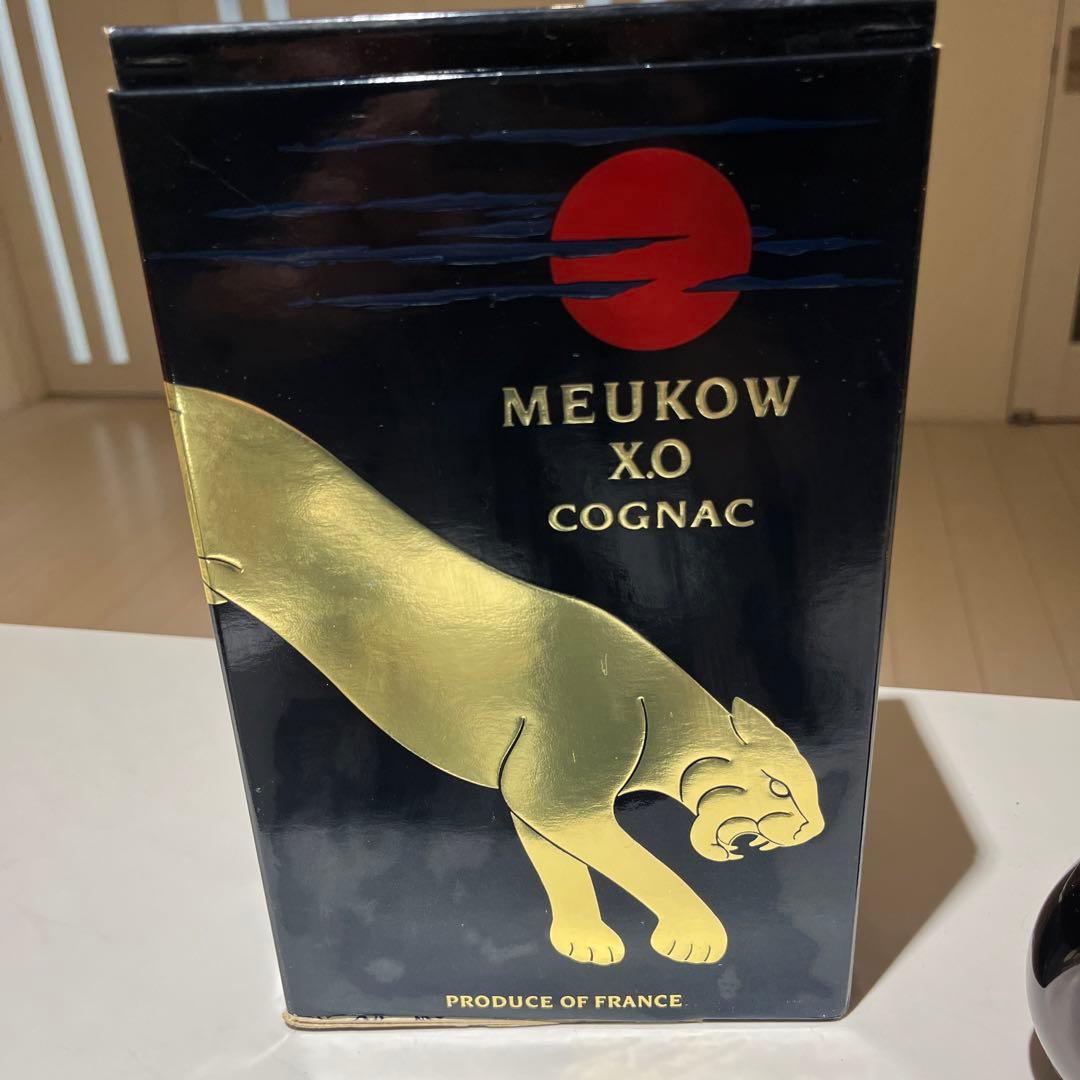 MEUKOW
X.O
COGNAC
PRODUCE OF FRANCE